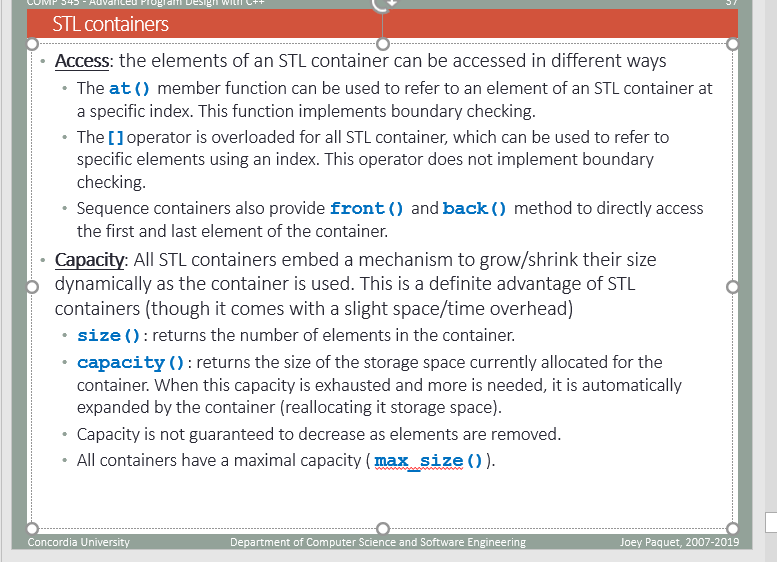 COMP 345 - Advanced Program Design with C++ 37
STL containers
• Access: the elements of an STL container can be accessed in different ways
• The at() member function can be used to refer to an element of an STL container at
a specific index. This function implements boundary checking.
• The [] operator is overloaded for all STL container, which can be used to refer to
specific elements using an index. This operator does not implement boundary
checking.
• Sequence containers also provide front() and back() method to directly access
the first and last element of the container.
• Capacity: All STL containers embed a mechanism to grow/shrink their size
dynamically as the container is used. This is a definite advantage of STL
containers (though it comes with a slight space/time overhead)
• size(): returns the number of elements in the container.
• capacity(): returns the size of the storage space currently allocated for the
container. When this capacity is exhausted and more is needed, it is automatically
expanded by the container (reallocating it storage space).
• Capacity is not guaranteed to decrease as elements are removed.
• All containers have a maximal capacity (max_size()).
Concordia University Department of Computer Science and Software Engineering Joey Paquet, 2007-2019